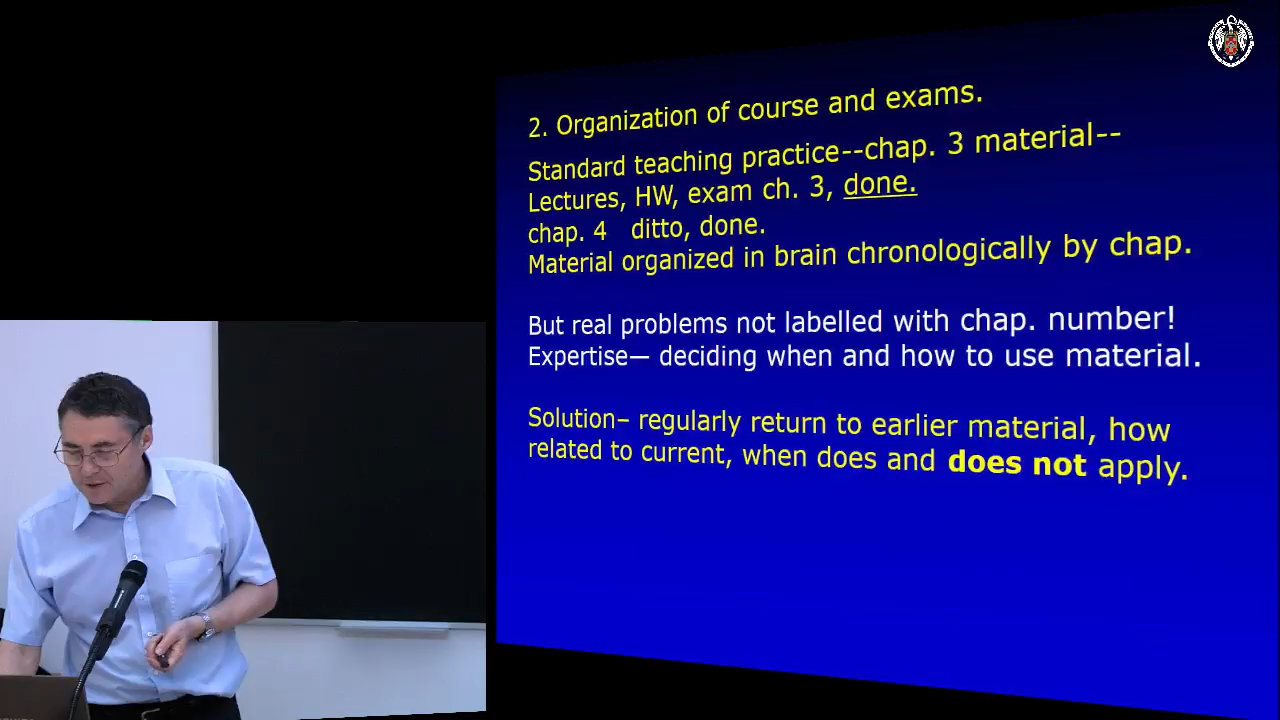 2. Organization of course and exams.
Standard teaching practice--chap. 3 material--
Lectures, HW, exam ch. 3, done.
chap. 4 ditto, done.
Material organized in brain chronologically by chap.
But real problems not labelled with chap. number!
Expertise— deciding when and how to use material.
Solution– regularly return to earlier material, how
related to current, when does and does not apply.